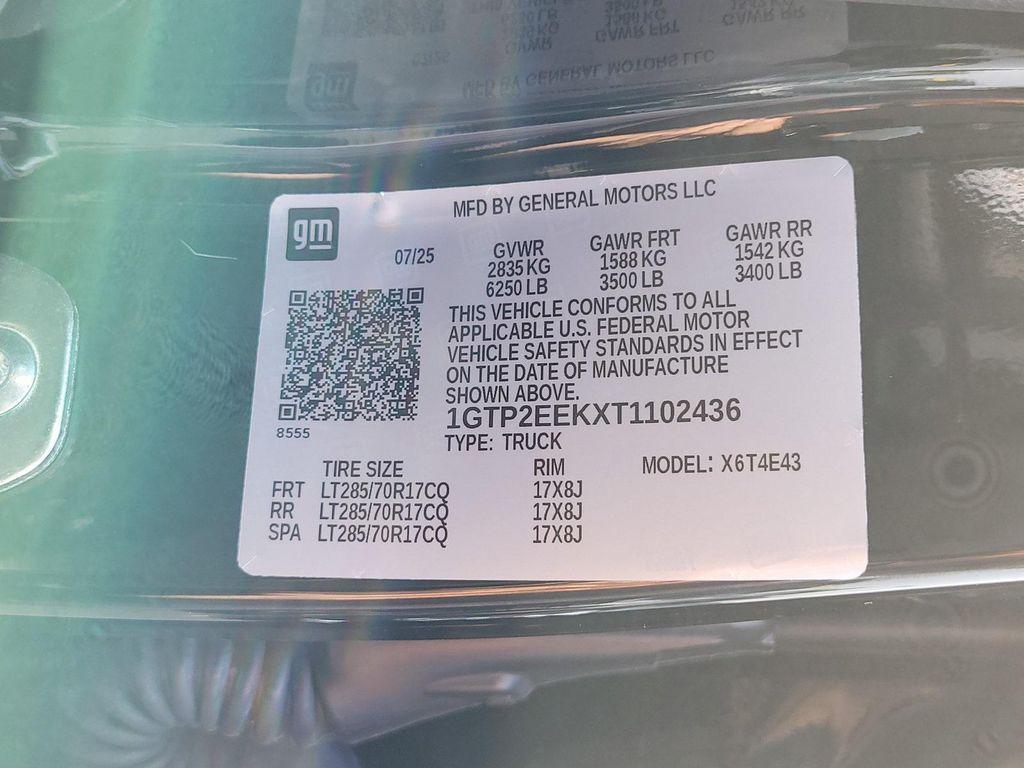 MFD BY GENERAL MOTORS LLC
gm
07/25
GVWR GAWR FRT GAWR RR
2835 KG 1588 KG 1542 KG
6250 LB 3500 LB 3400 LB
THIS VEHICLE CONFORMS TO ALL
APPLICABLE U.S. FEDERAL MOTOR
VEHICLE SAFETY STANDARDS IN EFFECT
ON THE DATE OF MANUFACTURE
SHOWN ABOVE.
1GTP2EEKXT1102436
8555
TYPE: TRUCK
TIRE SIZE RIM MODEL: X6T4E43
FRT LT285/70R17CQ 17X8J
RR LT285/70R17CQ 17X8J
SPA LT285/70R17CQ 17X8J